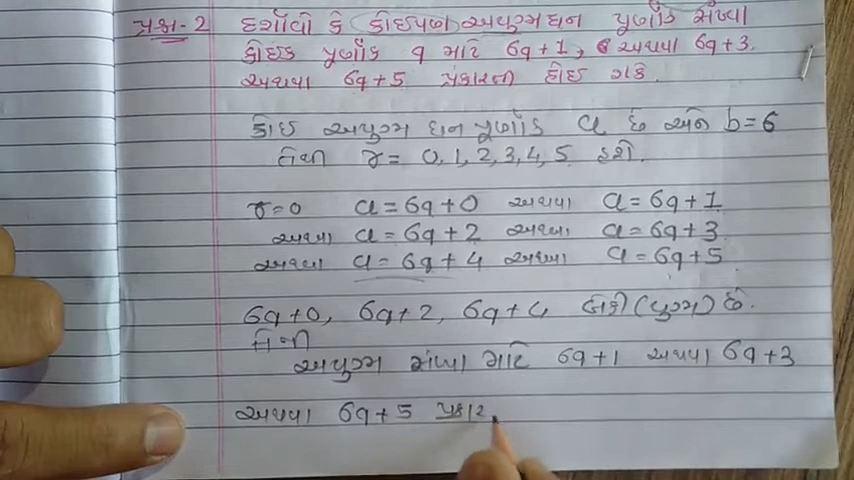 પ્રશ્ન-2 દર્શાવો કે કોઈપણ અયુગ્મ ધન પુર્ણાંક સંખ્યા
કોઈક પુર્ણાંક q માટે 6q+1, અથવા 6q+3
અથવા 6q+5 પ્રકારની હોઇ શકે.
કોઇ અયુગ્મ ધન પૂર્ણાંક a છે અને b=6
તેથી r = 0, 1, 2, 3, 4, 5 હશે.
r=0 a = 6q+0 અથવા a = 6q+1
અથવા a = 6q+2 અથવા a = 6q+3
અથવા a = 6q+4 અથવા a = 6q+5
6q+0, 6q+2, 6q+4 બેકી (યુગ્મ) છે.
તેથી
અયુગ્મ સંખ્યા માટે 6q+1 અથવા 6q+3
અથવા 6q+5 પ્રકાર